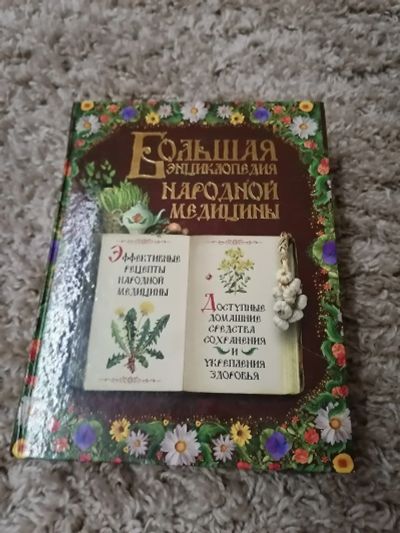 Большая
энциклопедия
народной
медицины
Эффективные
рецепты
народной
медицины
Доступные
домашние
средства
сохранения
и
укрепления
здоровья